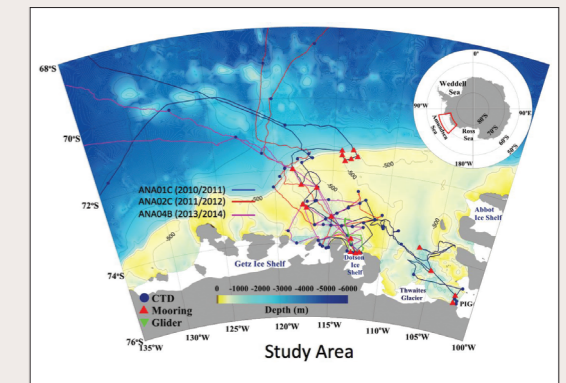 68°S
70°S
72°S
74°S
76°S
135°W
130°W
125°W
120°W
115°W
110°W
105°W
100°W
0°
Weddell
Sea
90°W
90°E
Amundsen
Sea
Ross
Sea
180°W
ANA01C (2010/2011)
ANA02C (2011/2012)
ANA04B (2013/2014)
-500
-500
-500
-500
Abbot
Ice Shelf
Getz Ice Shelf
Dotson
Ice
Shelf
Thwaites
Glacier
PIG
CTD
Mooring
Glider
0 -1000 -2000 -3000 -4000 -5000 -6000
Depth (m)
Study Area